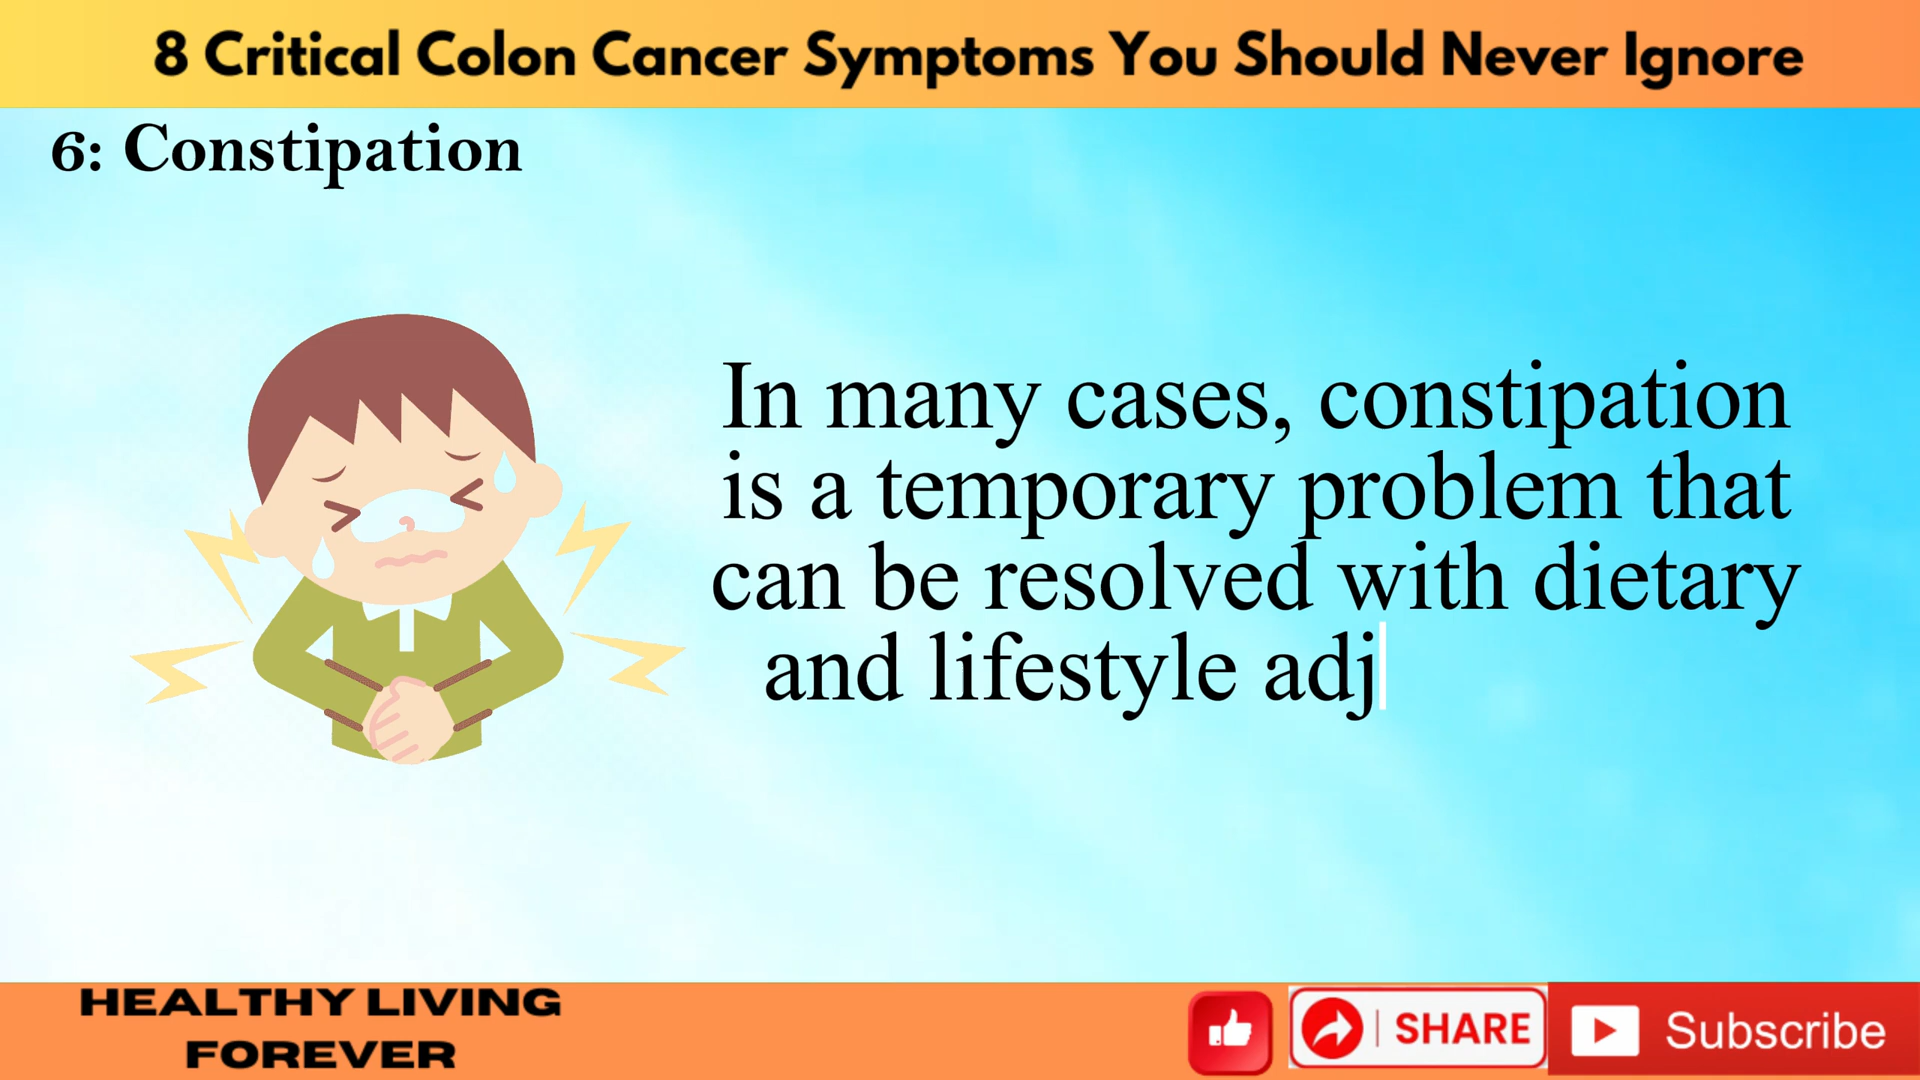 8 Critical Colon Cancer Symptoms You Should Never Ignore
6: Constipation
In many cases, constipation
is a temporary problem that
can be resolved with dietary
and lifestyle adj
HEALTHY LIVING
FOREVER
SHARE
Subscribe